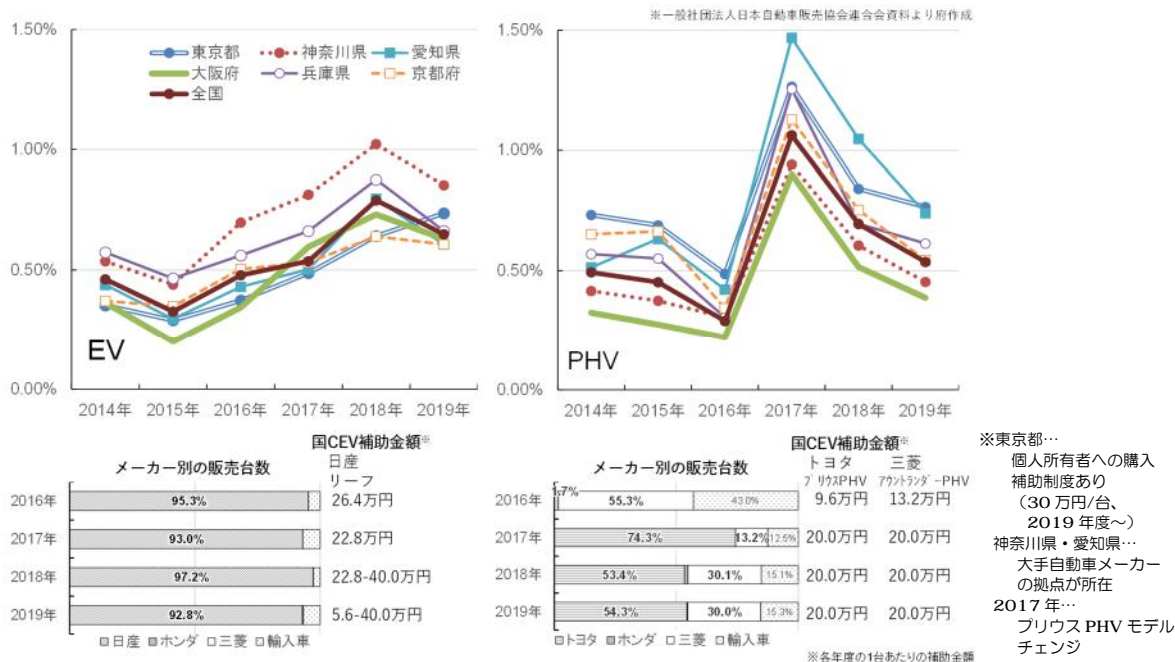 ※一般社団法人日本自動車販売協会連合会資料より府作成
1.50%
1.00%
0.50%
0.00%
東京都 神奈川県 愛知県
大阪府 兵庫県 京都府
全国
EV
2014年 2015年 2016年 2017年 2018年 2019年
1.50%
1.00%
0.50%
0.00%
PHV
2014年 2015年 2016年 2017年 2018年 2019年
国CEV補助金額※
メーカー別の販売台数
日産
リーフ
2016年 95.3% 26.4万円
2017年 93.0% 22.8万円
2018年 97.2% 22.8-40.0万円
2019年 92.8% 5.6-40.0万円
日産 ホンダ 三菱 輸入車
国CEV補助金額※
メーカー別の販売台数
トヨタ 三菱
プリウスPHV アウトランダーPHV
2016年 1.7% 55.3% 43.0% 9.6万円 13.2万円
2017年 74.3% 13.2% 12.5% 20.0万円 20.0万円
2018年 53.4% 30.1% 15.1% 20.0万円 20.0万円
2019年 54.3% 30.0% 15.3% 20.0万円 20.0万円
トヨタ ホンダ 三菱 輸入車
※各年度の1台あたりの補助金額
※東京都…
個人所有者への購入
補助制度あり
（30 万円/台、
2019 年度～）
神奈川県・愛知県…
大手自動車メーカー
の拠点が所在
2017 年…
プリウス PHV モデル
チェンジ